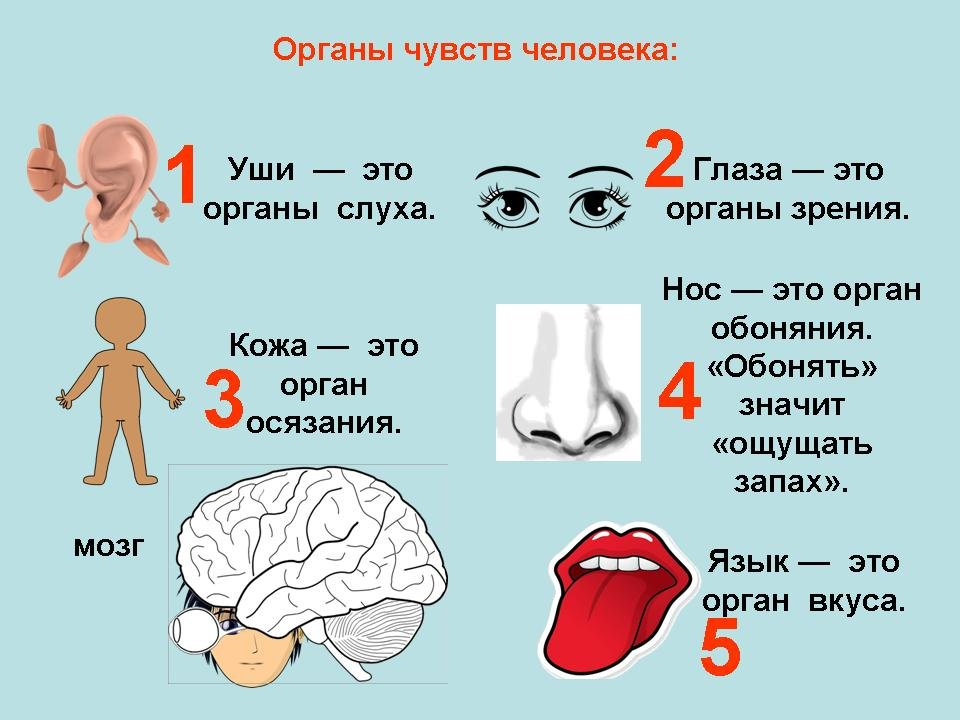 Органы чувств человека:
1
Уши — это
органы слуха.
2
Глаза — это
органы зрения.
3
Кожа — это
орган
осязания.
4
Нос — это орган
обоняния.
«Обонять»
значит
«ощущать
запах».
мозг
Язык — это
орган вкуса.
5